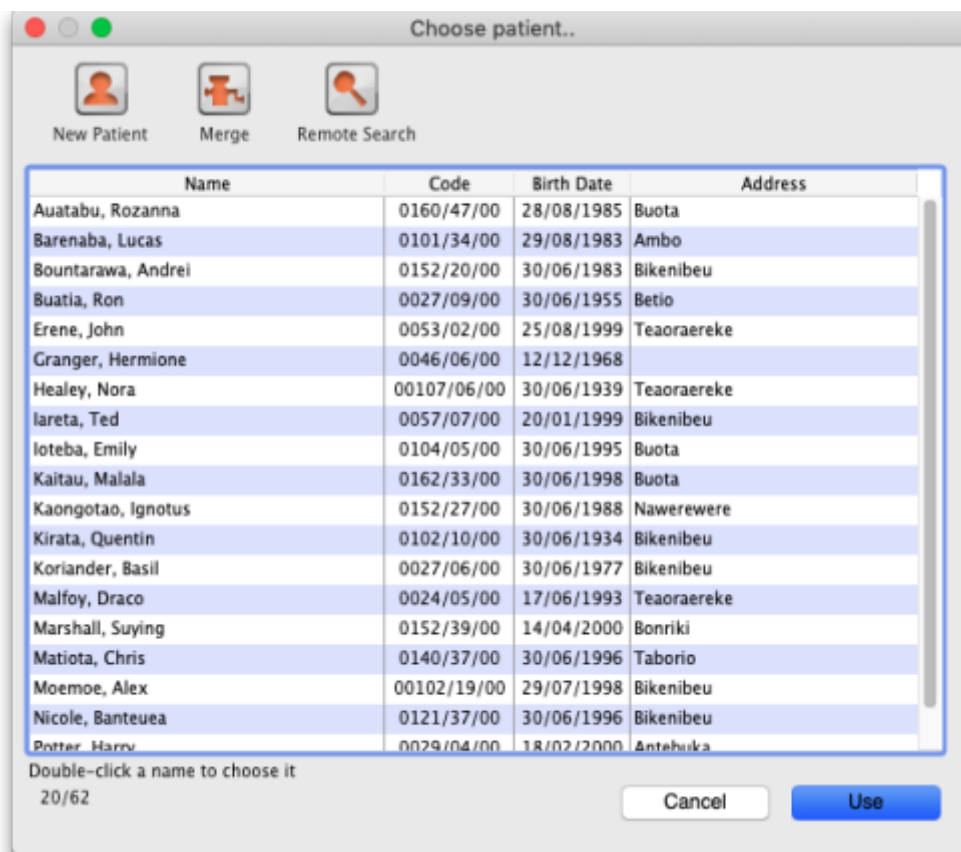 Choose patient..
New Patient Merge Remote Search
Name Code Birth Date Address
Auatabu, Rozanna 0160/47/00 28/08/1985 Buota
Barenaba, Lucas 0101/34/00 29/08/1983 Ambo
Bountarawa, Andrei 0152/20/00 30/06/1983 Bikenibeu
Buatia, Ron 0027/09/00 30/06/1955 Betio
Erene, John 0053/02/00 25/08/1999 Teaoraereke
Granger, Hermione 0046/06/00 12/12/1968
Healey, Nora 00107/06/00 30/06/1939 Teaoraereke
Iareta, Ted 0057/07/00 20/01/1999 Bikenibeu
Ioteba, Emily 0104/05/00 30/06/1995 Buota
Kaitau, Malala 0162/33/00 30/06/1998 Buota
Kaongotao, Ignotus 0152/27/00 30/06/1988 Nawerewere
Kirata, Quentin 0102/10/00 30/06/1934 Bikenibeu
Koriander, Basil 0027/06/00 30/06/1977 Bikenibeu
Malfoy, Draco 0024/05/00 17/06/1993 Teaoraereke
Marshall, Suying 0152/39/00 14/04/2000 Bonriki
Matiota, Chris 0140/37/00 30/06/1996 Taborio
Moemoe, Alex 00102/19/00 29/07/1998 Bikenibeu
Nicole, Banteuea 0121/37/00 30/06/1996 Bikenibeu
Potter, Harry 0029/04/00 18/02/2000 Antebuka
Double-click a name to choose it
20/62
Cancel Use